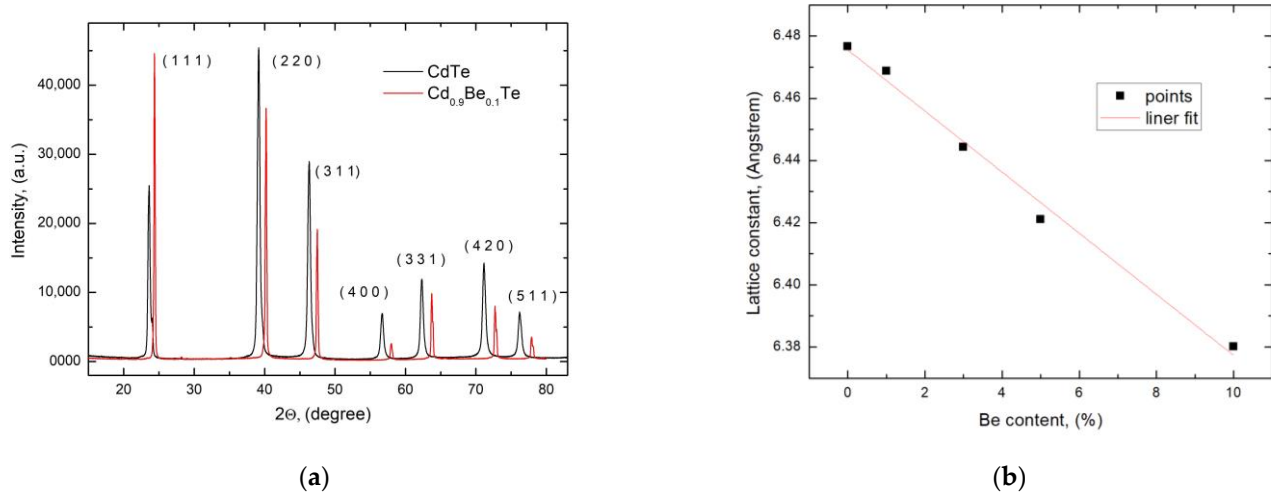 (111)
(220)
CdTe
Cd0.9Be0.1Te
(311)
(400)
(331)
(420)
(511)
40,000
30,000
20,000
10,000
0000
Intensity, (a.u.)
20 30 40 50 60 70 80
2Θ, (degree)
(a)
6.48
6.46
6.44
6.42
6.40
6.38
Lattice constant, (Angstrem)
points
liner fit
0 2 4 6 8 10
Be content, (%)
(b)